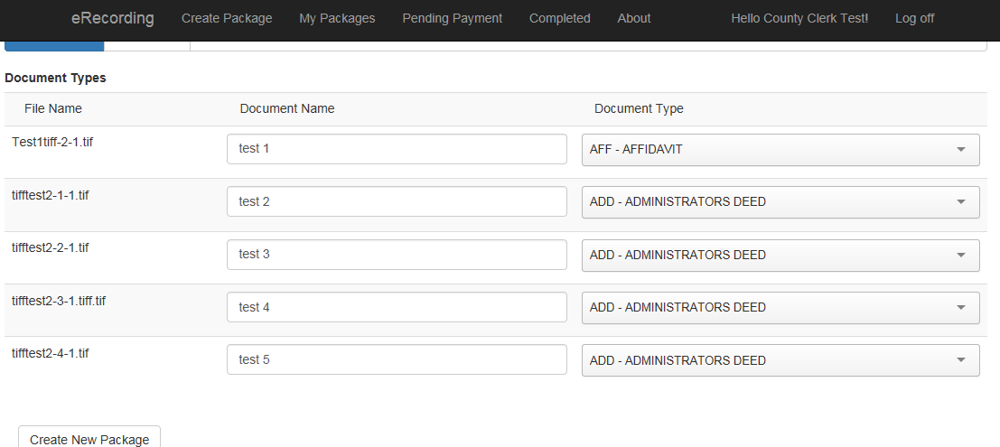 eRecording Create Package My Packages Pending Payment Completed About Hello County Clerk Test! Log off
Document Types
File Name Document Name Document Type
Test1tiff-2-1.tif test 1 AFF - AFFIDAVIT
tifftest2-1-1.tif test 2 ADD - ADMINISTRATORS DEED
tifftest2-2-1.tif test 3 ADD - ADMINISTRATORS DEED
tifftest2-3-1.tiff.tif test 4 ADD - ADMINISTRATORS DEED
tifftest2-4-1.tif test 5 ADD - ADMINISTRATORS DEED
Create New Package